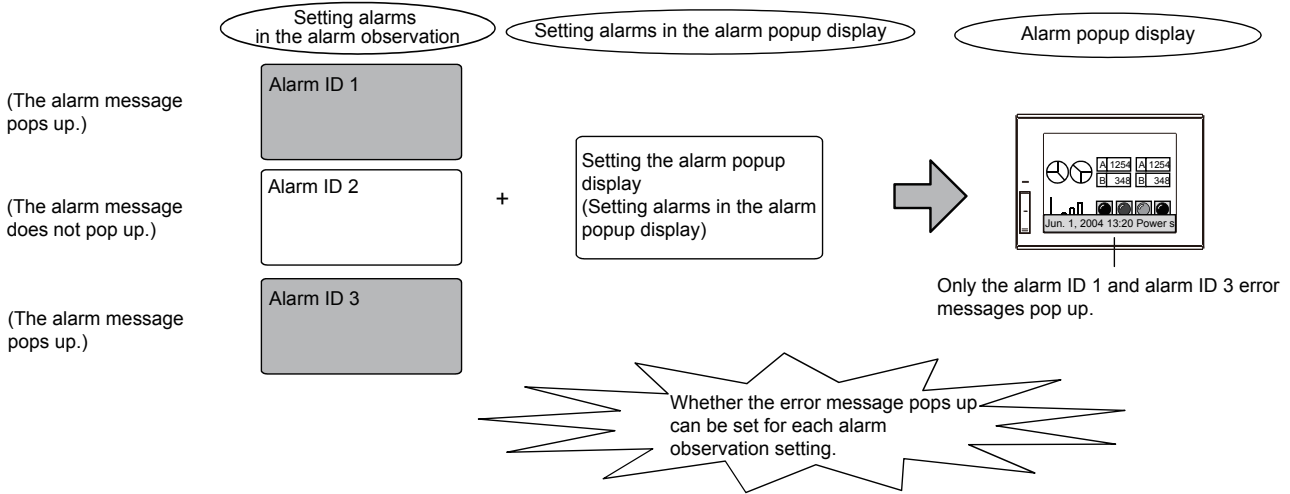 Setting alarms
in the alarm observation
Setting alarms in the alarm popup display
Alarm popup display
(The alarm message
pops up.)
Alarm ID 1
(The alarm message
does not pop up.)
Alarm ID 2
+
Setting the alarm popup
display
(Setting alarms in the alarm
popup display)
A 1254 A 1254
B 348 B 348
Jun. 1, 2004 13:20 Power s
Only the alarm ID 1 and alarm ID 3 error
messages pop up.
(The alarm message
pops up.)
Alarm ID 3
Whether the error message pops up
can be set for each alarm
observation setting.